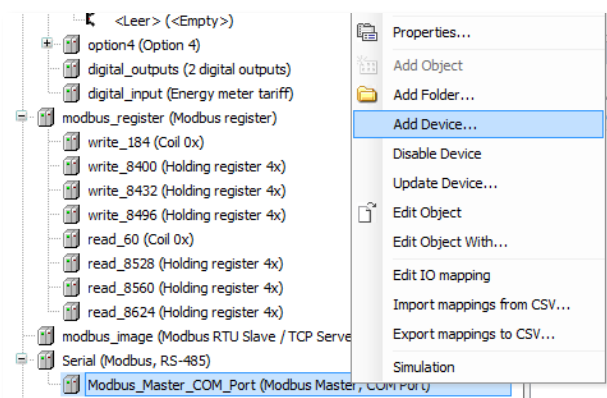 <Leer> (<Empty>)
option4 (Option 4)
digital_outputs (2 digital outputs)
digital_input (Energy meter tariff)
modbus_register (Modbus register)
write_184 (Coil 0x)
write_8400 (Holding register 4x)
write_8432 (Holding register 4x)
write_8496 (Holding register 4x)
read_60 (Coil 0x)
read_8528 (Holding register 4x)
read_8560 (Holding register 4x)
read_8624 (Holding register 4x)
modbus_image (Modbus RTU Slave / TCP Serve
Serial (Modbus, RS-485)
Modbus_Master_COM_Port (Modbus Master, COM Port)
Properties...
Add Object
Add Folder...
Add Device...
Disable Device
Update Device...
Edit Object
Edit Object With...
Edit IO mapping
Import mappings from CSV...
Export mappings to CSV...
Simulation